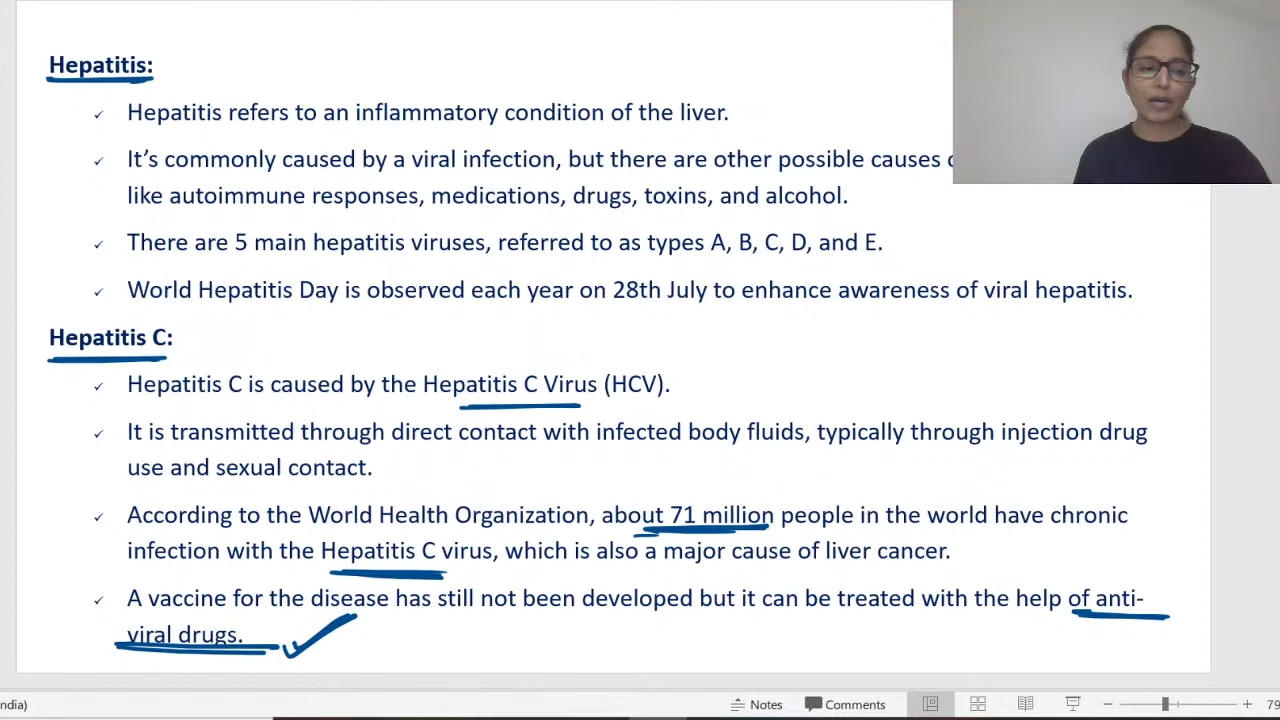 Hepatitis:
✓ Hepatitis refers to an inflammatory condition of the liver.
✓ It's commonly caused by a viral infection, but there are other possible causes
like autoimmune responses, medications, drugs, toxins, and alcohol.
✓ There are 5 main hepatitis viruses, referred to as types A, B, C, D, and E.
✓ World Hepatitis Day is observed each year on 28th July to enhance awareness of viral hepatitis.
Hepatitis C:
✓ Hepatitis C is caused by the Hepatitis C Virus (HCV).
✓ It is transmitted through direct contact with infected body fluids, typically through injection drug
use and sexual contact.
✓ According to the World Health Organization, about 71 million people in the world have chronic
infection with the Hepatitis C virus, which is also a major cause of liver cancer.
✓ A vaccine for the disease has still not been developed but it can be treated with the help of anti-
viral drugs.
ndia) Notes Comments 79